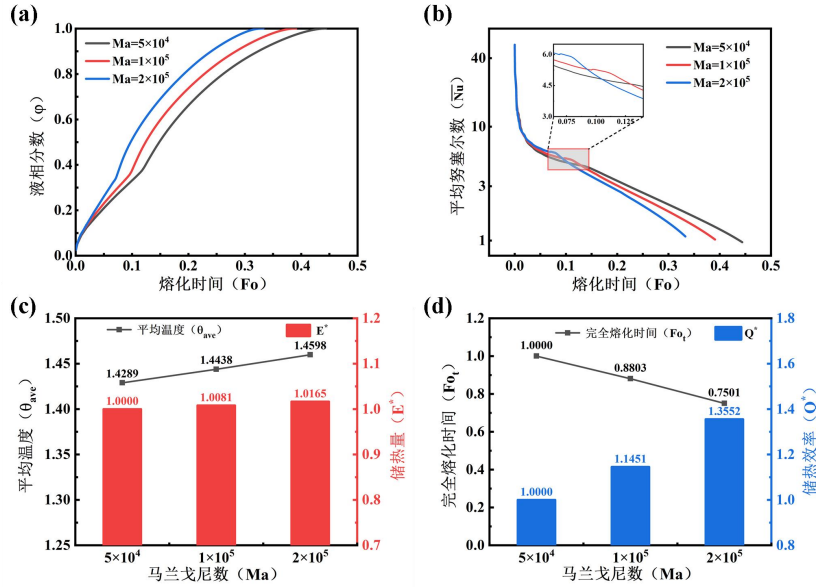 (a)
1.0
0.8
0.6
0.4
0.2
0.0
液相分数（φ）
Ma=5×10⁴
Ma=1×10⁵
Ma=2×10⁵
0.0 0.1 0.2 0.3 0.4 0.5
熔化时间（Fo）
(b)
40
10
3
1
平均努塞尔数（N̅u̅）
6.0
4.5
3.0
0.075 0.100 0.125
Ma=5×10⁴
Ma=1×10⁵
Ma=2×10⁵
0.0 0.1 0.2 0.3 0.4 0.5
熔化时间（Fo）
(c)
1.50
1.45
1.40
1.35
1.30
1.25
平均温度（θave）
平均温度（θave） E*
1.4289 1.4438 1.4598
1.0000 1.0081 1.0165
1.2
1.1
1.0
0.9
0.8
0.7
储热量（E*）
5×10⁴ 1×10⁵ 2×10⁵
马兰戈尼数（Ma）
(d)
1.2
1.0
0.8
0.6
0.4
0.2
0.0
完全熔化时间（Fot）
完全熔化时间（Fot） Q*
1.0000 0.8803 0.7501
1.0000 1.1451 1.3552
1.8
1.6
1.4
1.2
1.0
0.8
储热效率（Q*）
5×10⁴ 1×10⁵ 2×10⁵
马兰戈尼数（Ma）